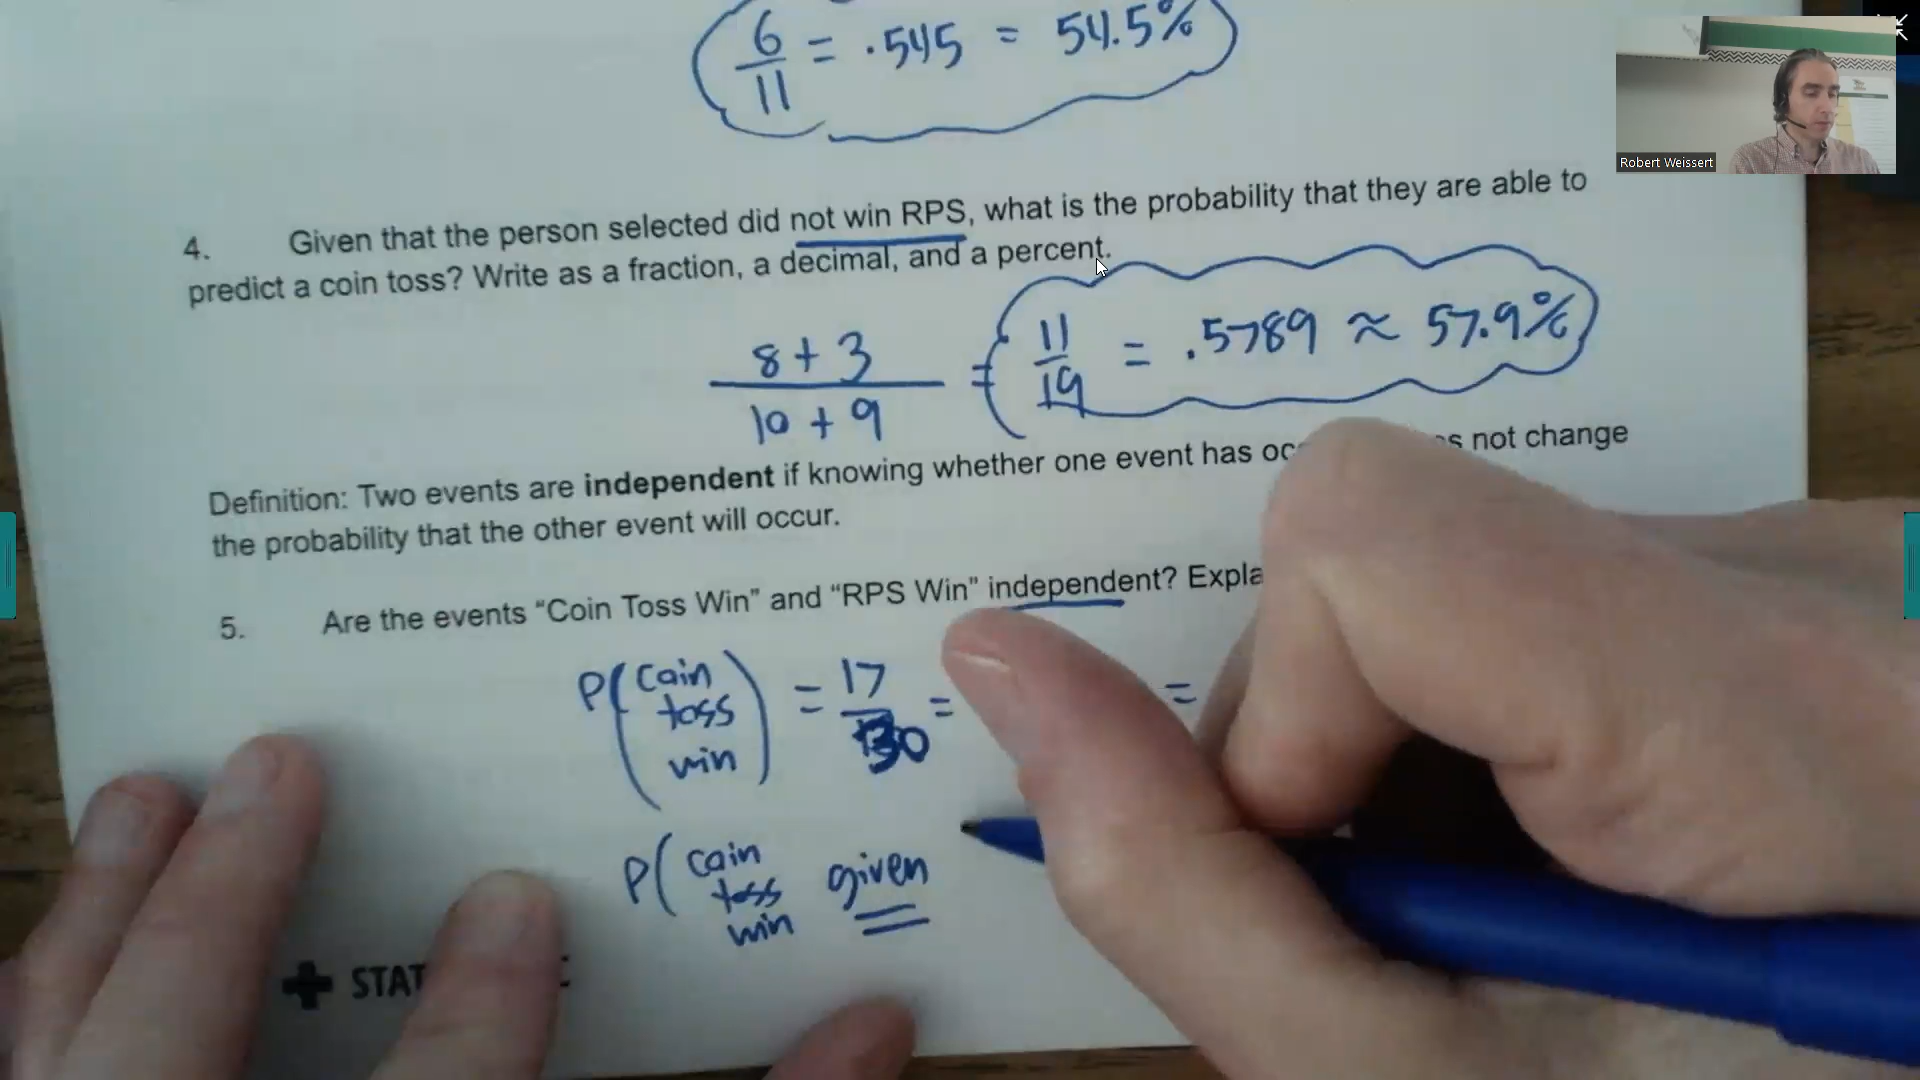 6/11 = .545 = 54.5%
Robert Weissert
4. Given that the person selected did not win RPS, what is the probability that they are able to
predict a coin toss? Write as a fraction, a decimal, and a percent.
8 + 3 / 10 + 9 = 11/19 = .5789 ≈ 57.9%
Definition: Two events are independent if knowing whether one event has not change
the probability that the other event will occur.
5. Are the events “Coin Toss Win” and “RPS Win” independent?
P(coin toss win) = 17/30 = =
P(coin toss win given